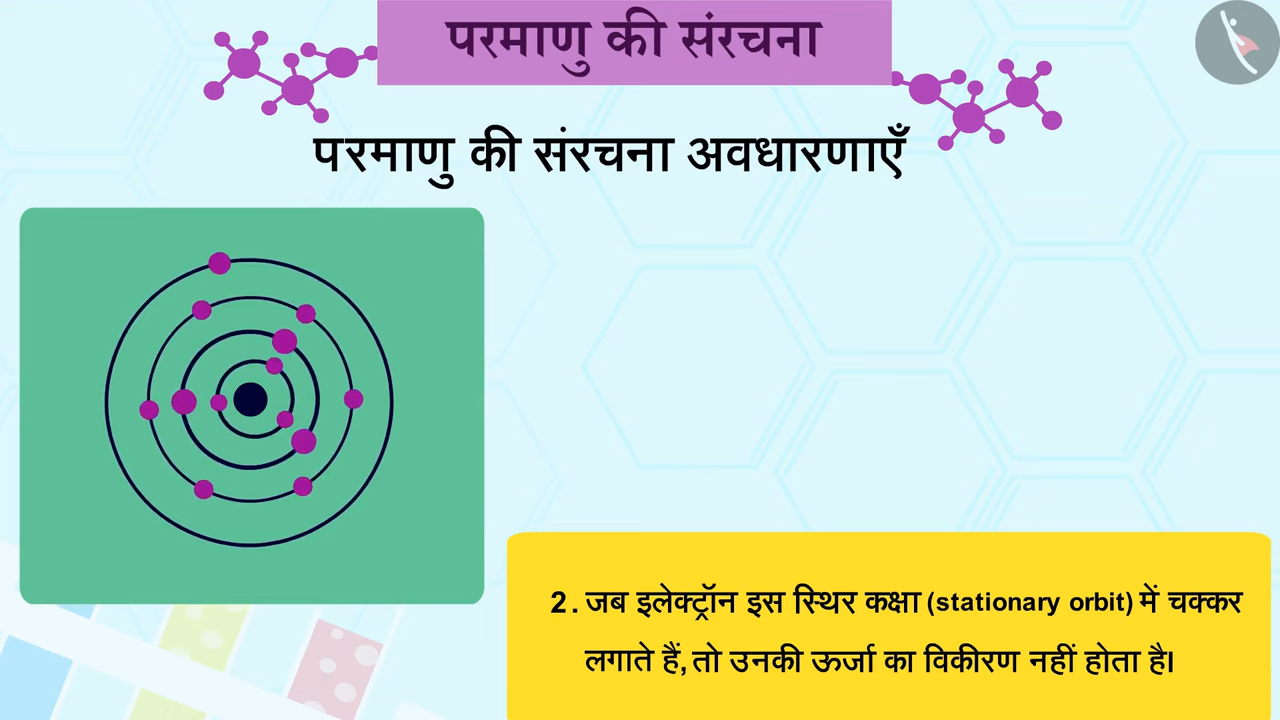 परमाणु की संरचना
परमाणु की संरचना अवधारणाएँ
2. जब इलेक्ट्रॉन इस स्थिर कक्षा (stationary orbit) में चक्कर
लगाते हैं, तो उनकी ऊर्जा का विकीरण नहीं होता है।